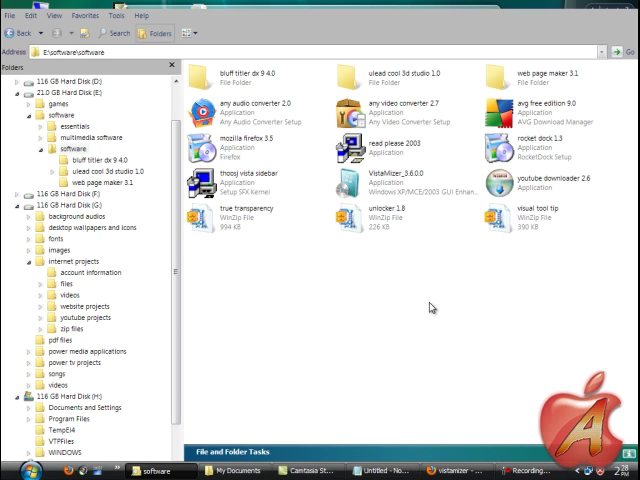 File Edit View Favorites Tools Help
Back Search Folders
Address E:\software\software Go
Folders
116 GB Hard Disk (D:)
21.0 GB Hard Disk (E:)
games
software
essentials
multimedia software
software
bluff titler dx 9 4.0
ulead cool 3d studio 1.0
web page maker 3.1
116 GB Hard Disk (F:)
116 GB Hard Disk (G:)
background audios
desktop wallpapers and icons
fonts
images
internet projects
account information
files
videos
website projects
youtube projects
zip files
pdf files
power media applications
power tv projects
songs
videos
116 GB Hard Disk (H:)
Documents and Settings
Program Files
TempEI4
VTPFiles
WINDOWS
bluff titler dx 9 4.0
File Folder
ulead cool 3d studio 1.0
File Folder
web page maker 3.1
File Folder
any audio converter 2.0
Application
Any Audio Converter Setup
any video converter 2.7
Application
Any Video Converter Setup
avg free edition 9.0
Application
AVG Download Manager
mozilla firefox 3.5
Application
Firefox
read please 2003
Application
rocket dock 1.3
Application
RocketDock Setup
thoosj vista sidebar
Application
Setup SFX Kernel
VistaMizer_3.6.0.0
Application
Windows XP/MCE/2003 GUI Enhan...
youtube downloader 2.6
Application
true transparency
WinZip File
994 KB
unlocker 1.8
WinZip File
226 KB
visual tool tip
WinZip File
390 KB
File and Folder Tasks
A
software My Documents Camtasia St... Untitled - No... vistamizer - ... Recording... 2:28 PM